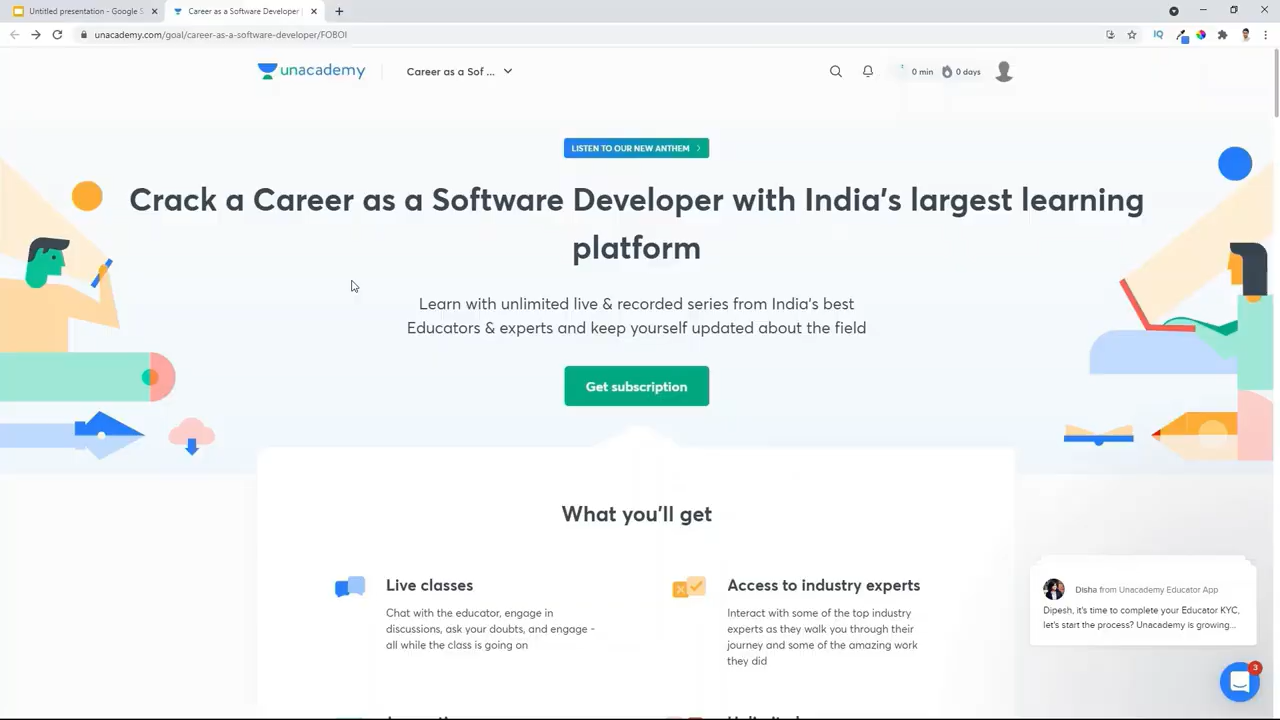 Untitled presentation - Google S
Career as a Software Developer |
unacademy.com/goal/career-as-a-software-developer/FOBOI
IQ
unacademy
Career as a Sof ...
0 min
0 days
LISTEN TO OUR NEW ANTHEM
Crack a Career as a Software Developer with India's largest learning
platform
Learn with unlimited live & recorded series from India's best
Educators & experts and keep yourself updated about the field
Get subscription
What you'll get
Live classes
Chat with the educator, engage in
discussions, ask your doubts, and engage -
all while the class is going on
Access to industry experts
Interact with some of the top industry
experts as they walk you through their
journey and some of the amazing work
they did
Disha from Unacademy Educator App
Dipesh, it's time to complete your Educator KYC,
let's start the process? Unacademy is growing...
3